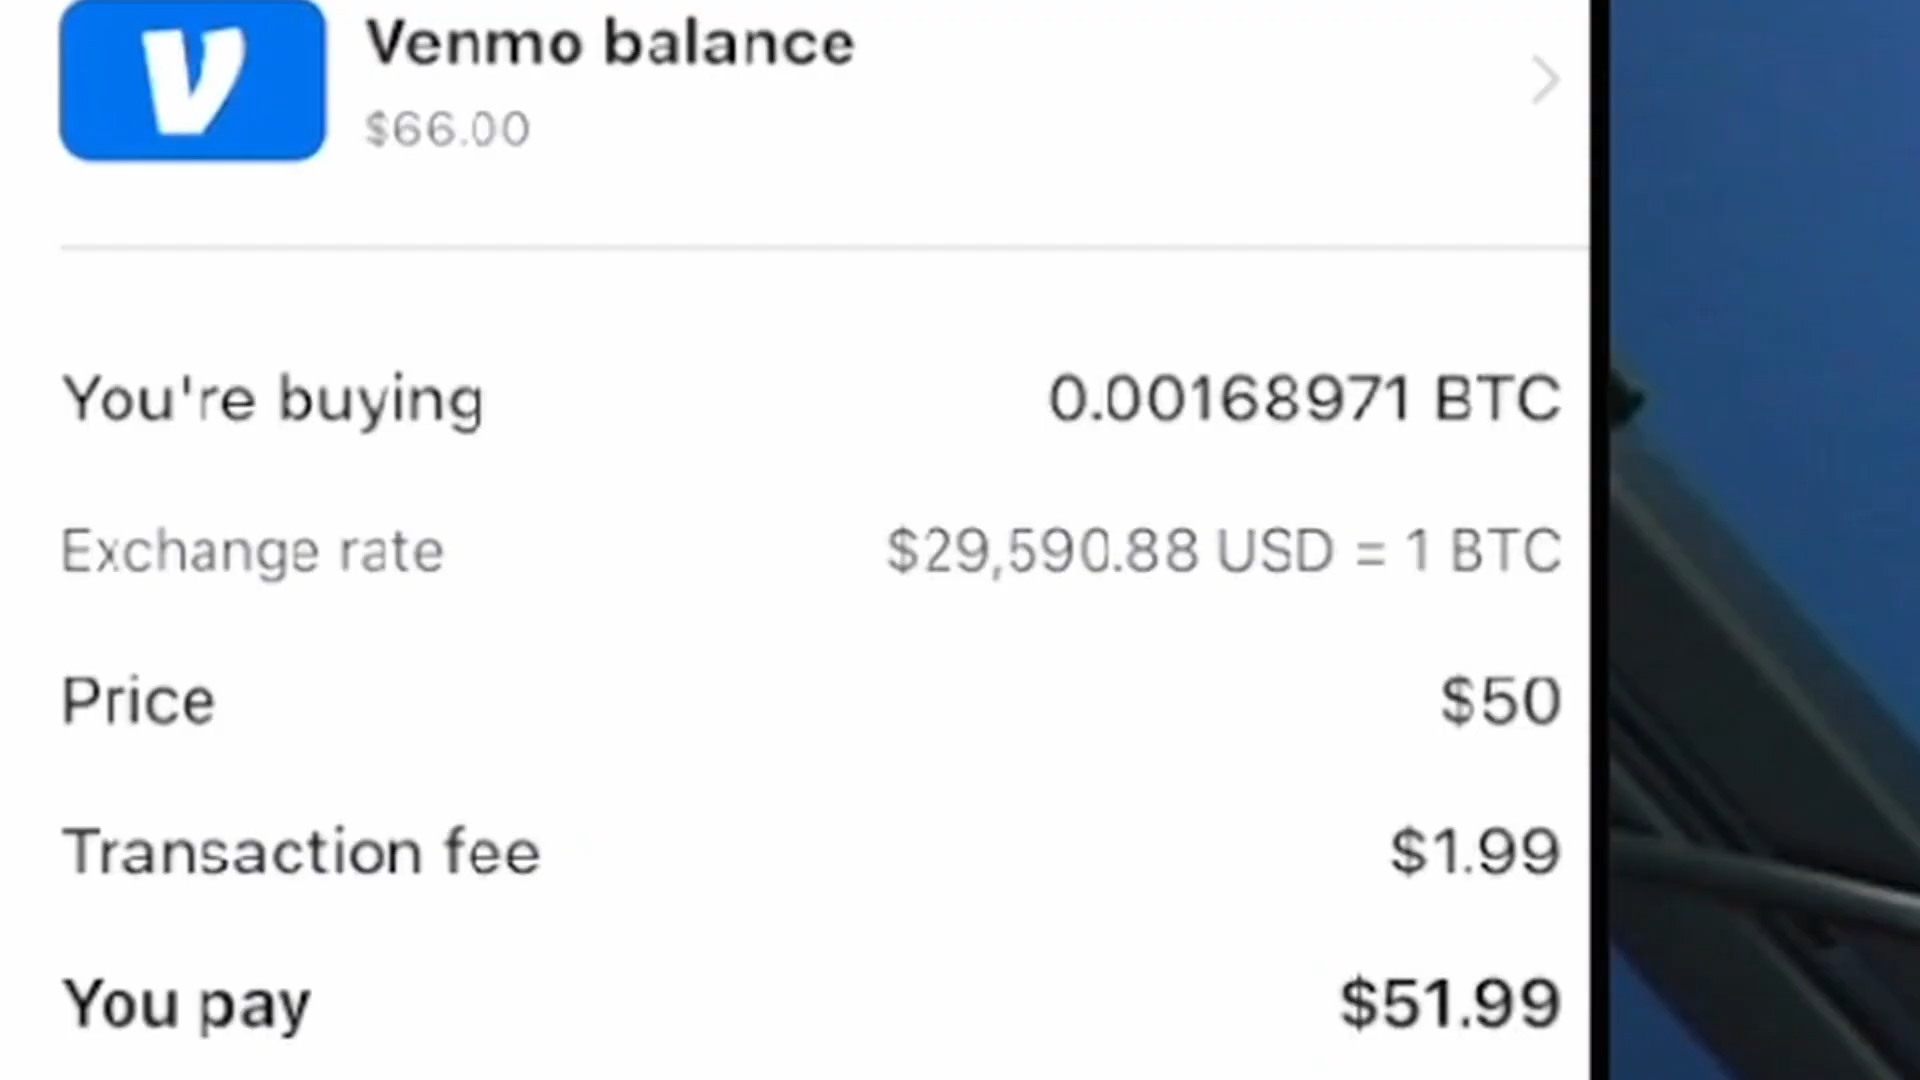 Venmo balance
$66.00
You're buying 0.00168971 BTC
Exchange rate $29,590.88 USD = 1 BTC
Price $50
Transaction fee $1.99
You pay $51.99